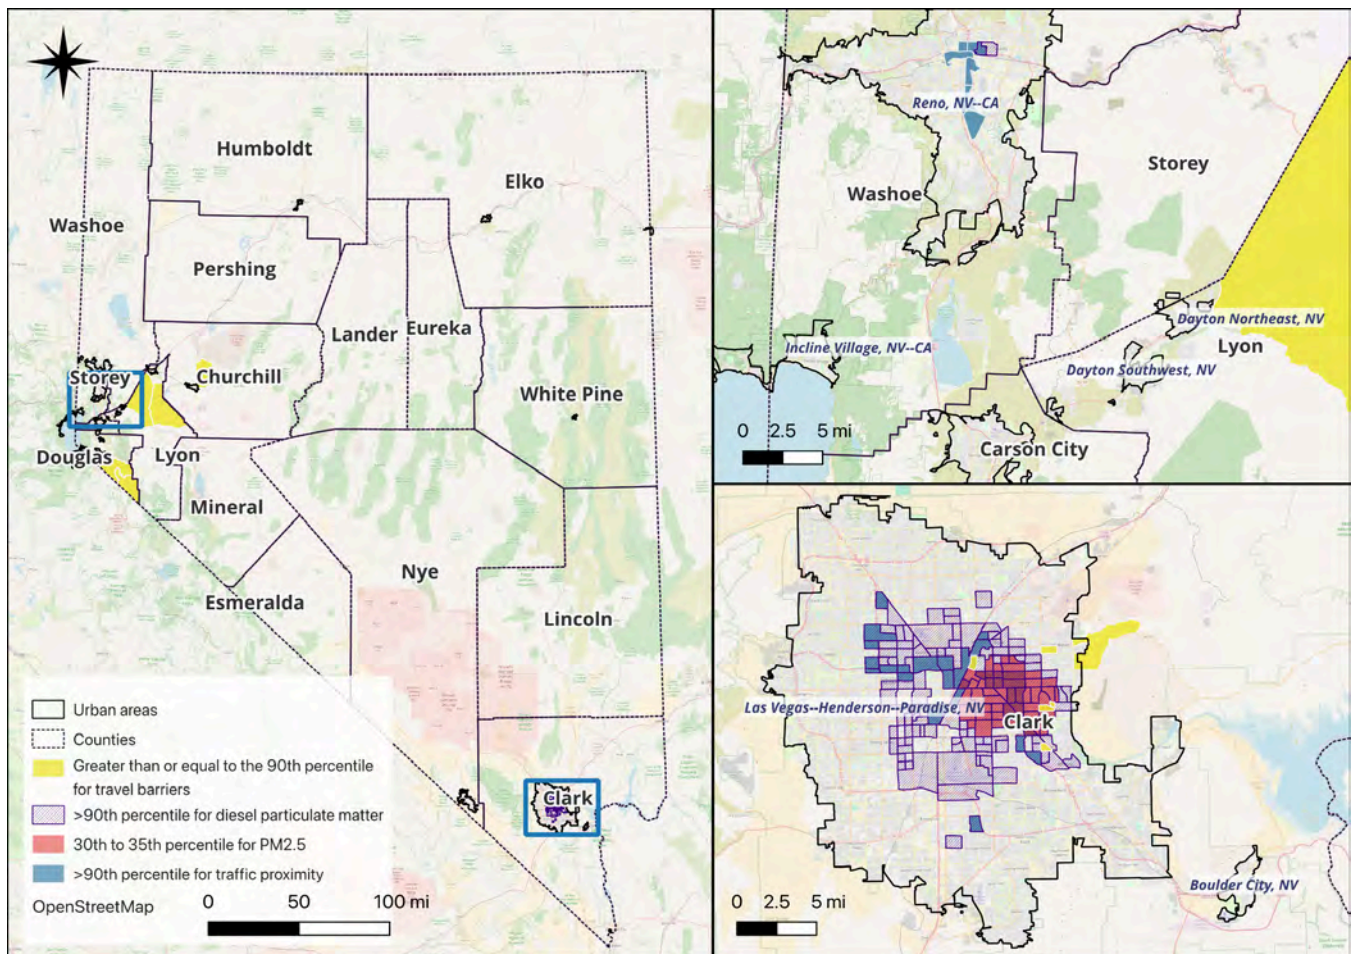 Humboldt
Elko
Washoe
Pershing
Lander
Eureka
Storey
Churchill
White Pine
Douglas
Lyon
Mineral
Nye
Esmeralda
Lincoln
Clark
Urban areas
Counties
Greater than or equal to the 90th percentile
for travel barriers
>90th percentile for diesel particulate matter
30th to 35th percentile for PM2.5
>90th percentile for traffic proximity
OpenStreetMap
0 50 100 mi
Reno, NV--CA
Storey
Washoe
Dayton Northeast, NV
Incline Village, NV--CA
Lyon
Dayton Southwest, NV
0 2.5 5 mi
Carson City
Las Vegas--Henderson--Paradise, NV
Clark
Boulder City, NV
0 2.5 5 mi